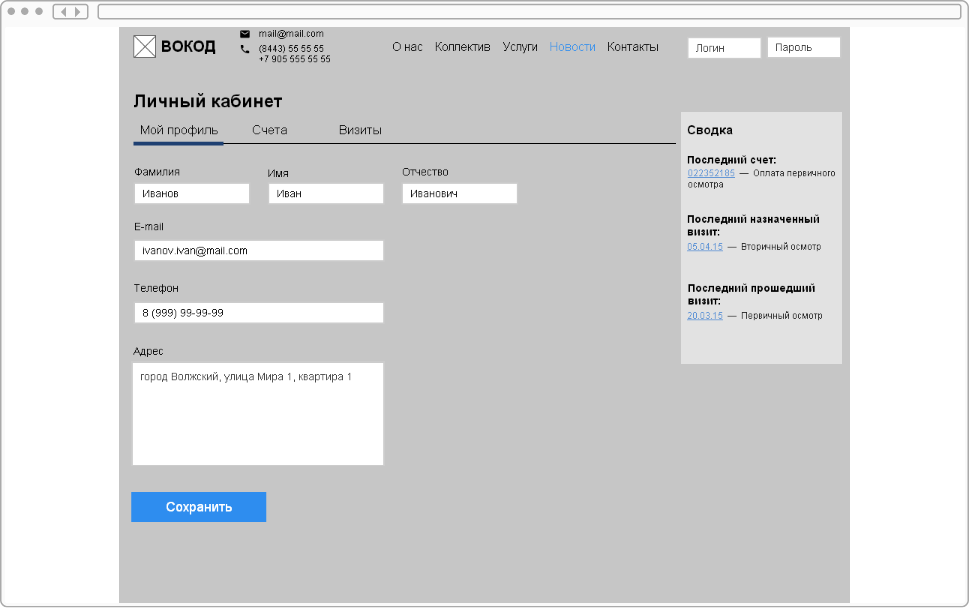 ВОКОД
mail@mail.com
(8443) 55 55 55
+7 905 555 55 55
О нас Коллектив Услуги Новости Контакты
Логин
Пароль
Личный кабинет
Мой профиль Счета Визиты
Фамилия Имя Отчество
Иванов Иван Иванович
E-mail
ivanov.ivan@mail.com
Телефон
8 (999) 99-99-99
Адрес
город Волжский, улица Мира 1, квартира 1
Сохранить
Сводка
Последний счет:
022352185 — Оплата первичного
осмотра
Последний назначенный
визит:
05.04.15 — Вторичный осмотр
Последний прошедший
визит:
20.03.15 — Первичный осмотр